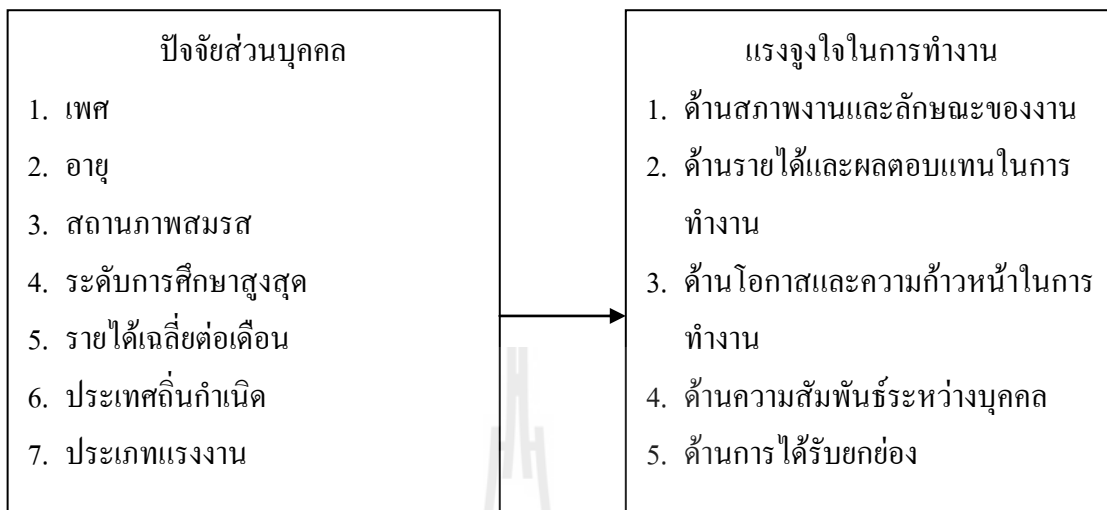 ปัจจัยส่วนบุคคล
1. เพศ
2. อายุ
3. สถานภาพสมรส
4. ระดับการศึกษาสูงสุด
5. รายได้เฉลี่ยต่อเดือน
6. ประเทศถิ่นกำเนิด
7. ประเภทแรงงาน
แรงจูงใจในการทำงาน
1. ด้านสภาพงานและลักษณะของงาน
2. ด้านรายได้และผลตอบแทนในการ
ทำงาน
3. ด้านโอกาสและความก้าวหน้าในการ
ทำงาน
4. ด้านความสัมพันธ์ระหว่างบุคคล
5. ด้านการได้รับยกย่อง